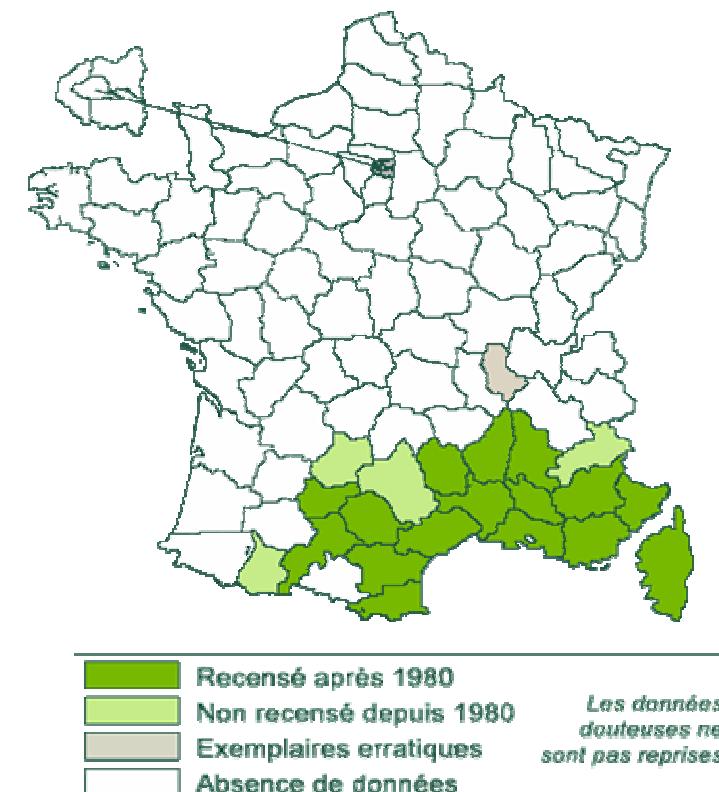 Recensé après 1980
Non recensé depuis 1980
Exemplaires erratiques
Absence de données
Les données
douteuses ne
sont pas reprises